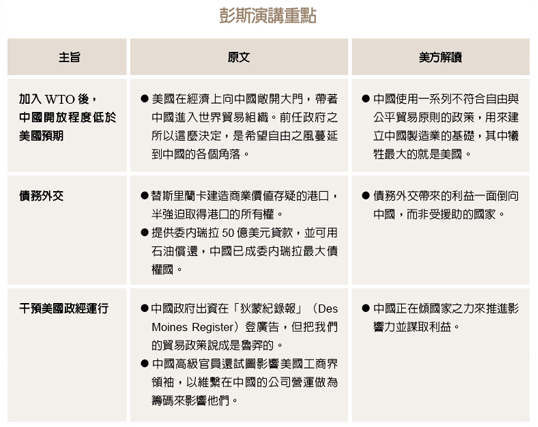 彭斯演講重點
主旨
原文
美方解讀
加入 WTO 後，
中國開放程度低於
美國預期
●美國在經濟上向中國敞開大門，帶著
中國進入世界貿易組織。前任政府之
所以這麼決定，是希望自由之風蔓延
到中國的各個角落。
●中國使用一系列不符合自由與
公平貿易原則的政策，用來建
立中國製造業的基礎，其中犧
牲最大的就是美國。
債務外交
●替斯里蘭卡建造商業價值存疑的港口，
半強迫取得港口的所有權。
●提供委內瑞拉 50 億美元貸款，並可用
石油償還，中國已成委內瑞拉最大債
權國。
●債務外交帶來的利益一面倒向
中國，而非受援助的國家。
干預美國政經運行
●中國政府出資在「狄蒙紀錄報」（Des
Moines Register）登廣告，但把我們
的貿易政策說成是魯莽的。
●中國高級官員還試圖影響美國工商界
領袖，以維繫在中國的公司營運做為
籌碼來影響他們。
●中國正在傾國家之力來推進影
響力並謀取利益。